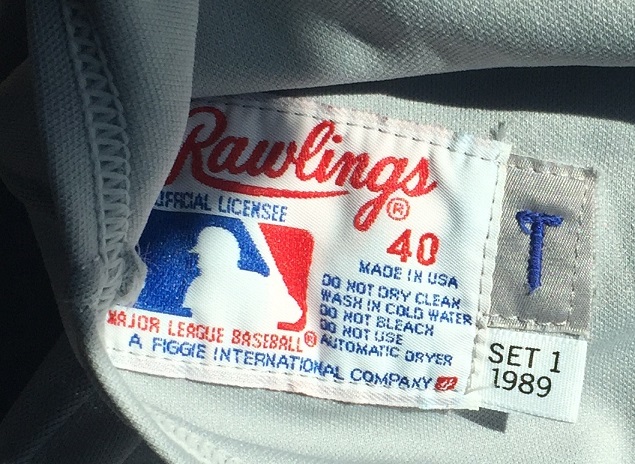 Rawlings®
OFFICIAL LICENSEE
40
MADE IN USA
DO NOT DRY CLEAN
WASH IN COLD WATER
DO NOT BLEACH
DO NOT USE
AUTOMATIC DRYER
MAJOR LEAGUE BASEBALL®
A FIGGIE INTERNATIONAL COMPANY
T
SET 1
1989